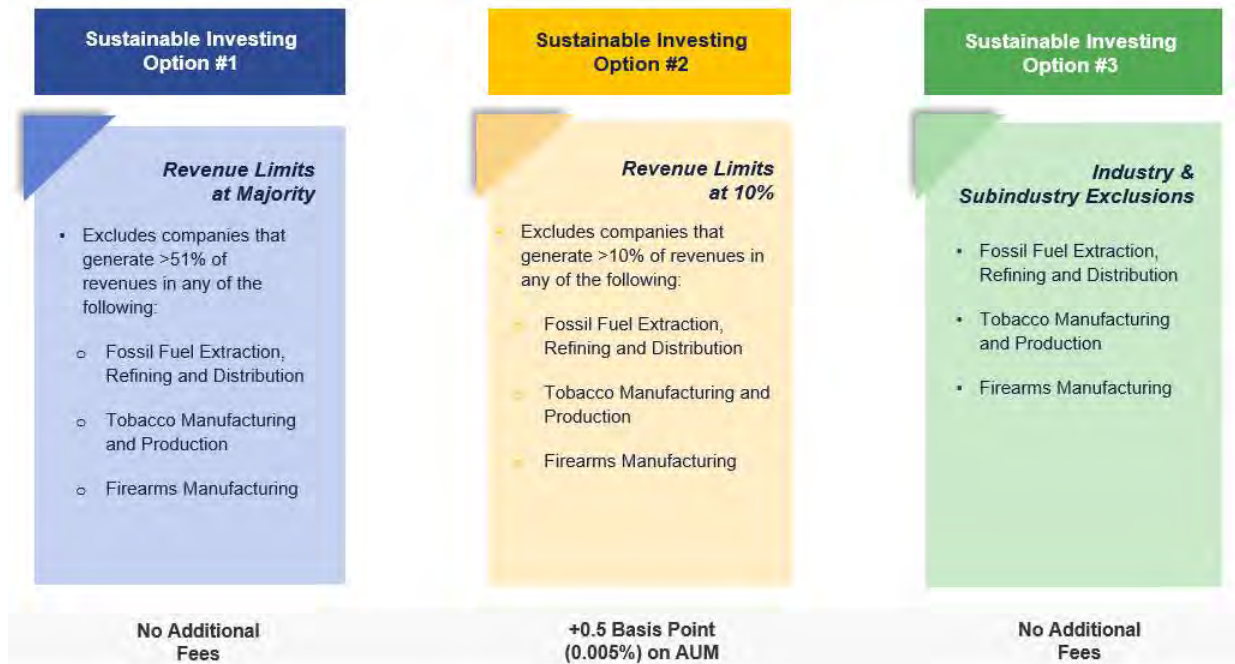 Sustainable Investing
Option #1
Revenue Limits
at Majority
• Excludes companies that
generate >51% of
revenues in any of the
following:
o Fossil Fuel Extraction,
Refining and Distribution
o Tobacco Manufacturing
and Production
o Firearms Manufacturing
No Additional
Fees
Sustainable Investing
Option #2
Revenue Limits
at 10%
• Excludes companies that
generate >10% of revenues in
any of the following:
o Fossil Fuel Extraction,
Refining and Distribution
o Tobacco Manufacturing and
Production
o Firearms Manufacturing
+0.5 Basis Point
(0.005%) on AUM
Sustainable Investing
Option #3
Industry &
Subindustry Exclusions
• Fossil Fuel Extraction,
Refining and Distribution
• Tobacco Manufacturing
and Production
• Firearms Manufacturing
No Additional
Fees